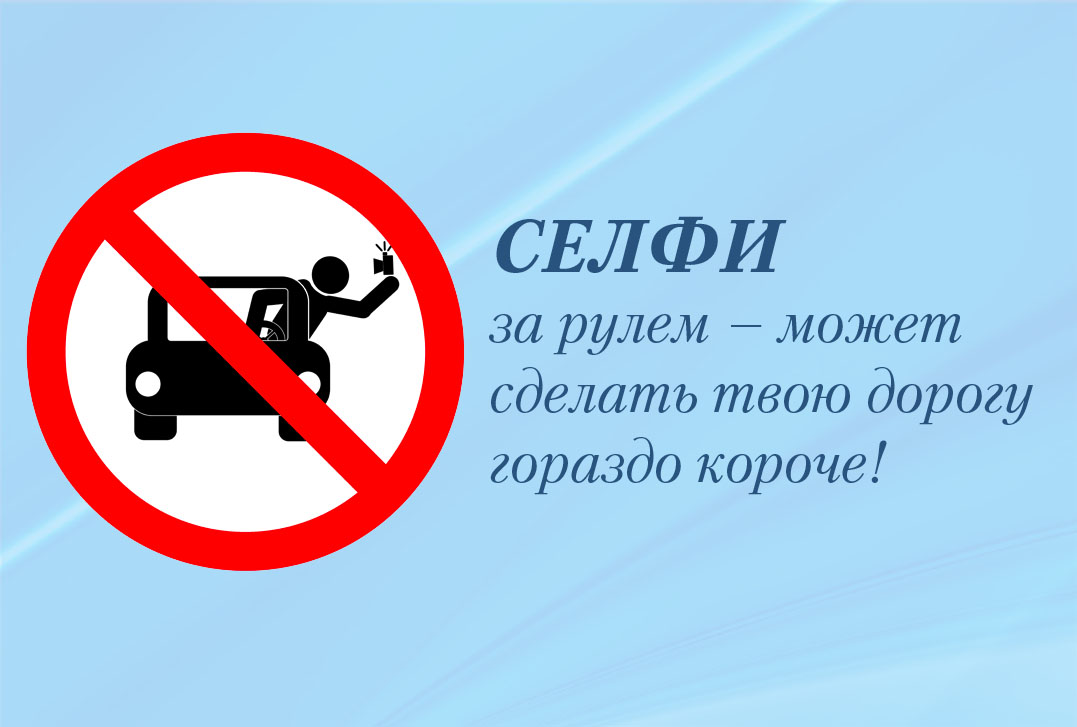 СЕЛФИ
за рулем – может
сделать твою дорогу
гораздо короче!